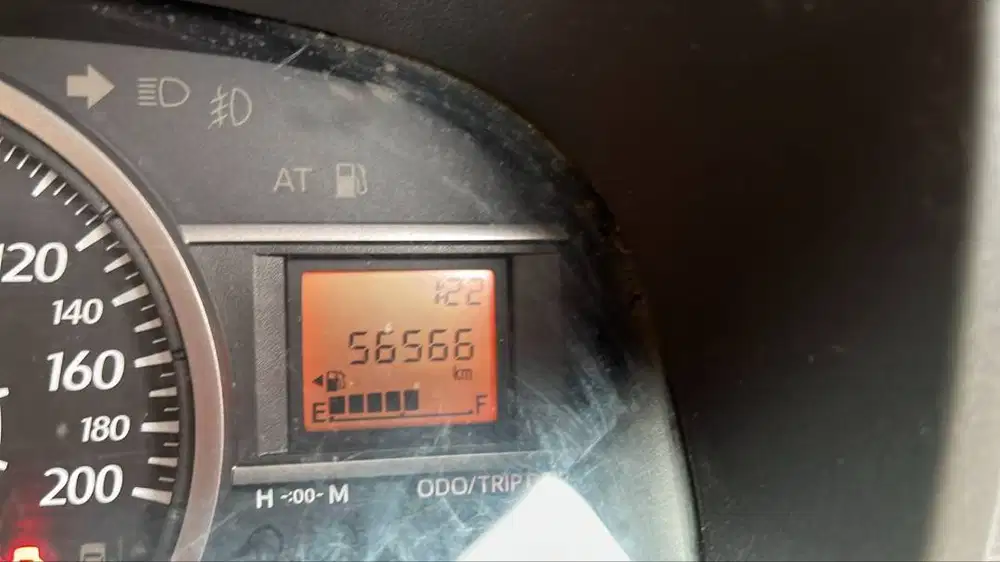 AT
120
140
160
180
200
1:22
56566
km
E F
H -:00- M
ODO/TRIP